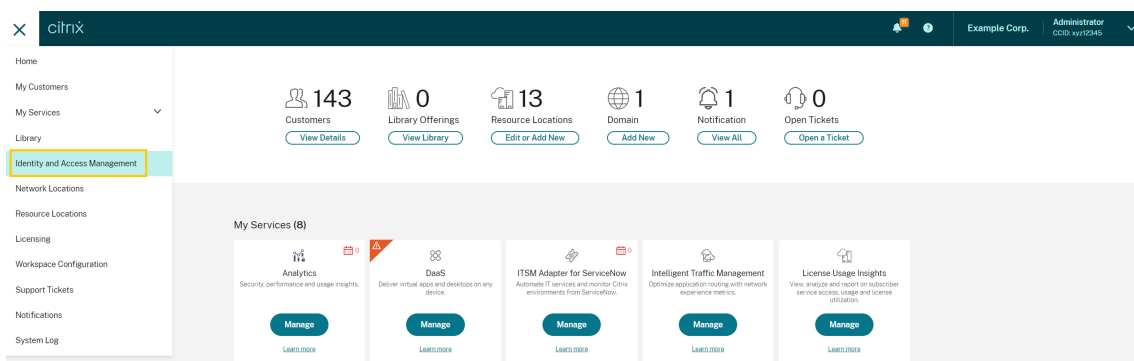 citrix
11
?
Example Corp.
Administrator
CCID: xyz12345
Home
My Customers
My Services
Library
Identity and Access Management
Network Locations
Resource Locations
Licensing
Workspace Configuration
Support Tickets
Notifications
System Log
143
Customers
View Details
0
Library Offerings
View Library
13
Resource Locations
Edit or Add New
1
Domain
Add New
1
Notification
View All
0
Open Tickets
Open a Ticket
My Services (8)
0
Analytics
Security, performance and usage insights.
Manage
Learn more
DaaS
Deliver virtual apps and desktops on any
device.
Manage
Learn more
0
ITSM Adapter for ServiceNow
Automate IT services and monitor Citrix
environments from ServiceNow.
Manage
Learn more
Intelligent Traffic Management
Optimize application routing with network
experience metrics.
Manage
Learn more
License Usage Insights
View, analyze and report on subscriber
service access, usage and license
utilization.
Manage
Learn more